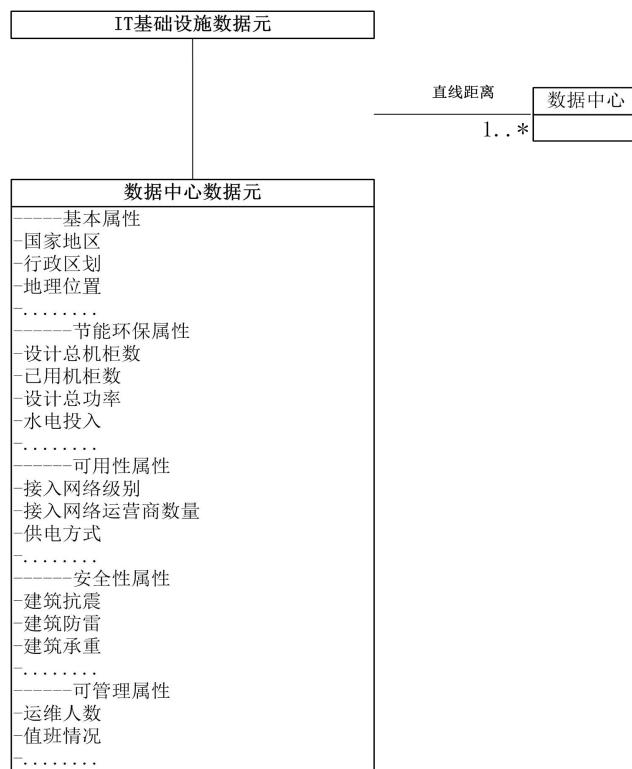 IT基础设施数据元
直线距离
数据中心
1..*
数据中心数据元
-----基本属性
-国家地区
-行政区划
-地理位置
-........
------节能环保属性
-设计总机柜数
-已用机柜数
-设计总功率
-水电投入
-........
------可用性属性
-接入网络级别
-接入网络运营商数量
-供电方式
-........
------安全性属性
-建筑抗震
-建筑防雷
-建筑承重
-........
------可管理属性
-运维人数
-值班情况
-........